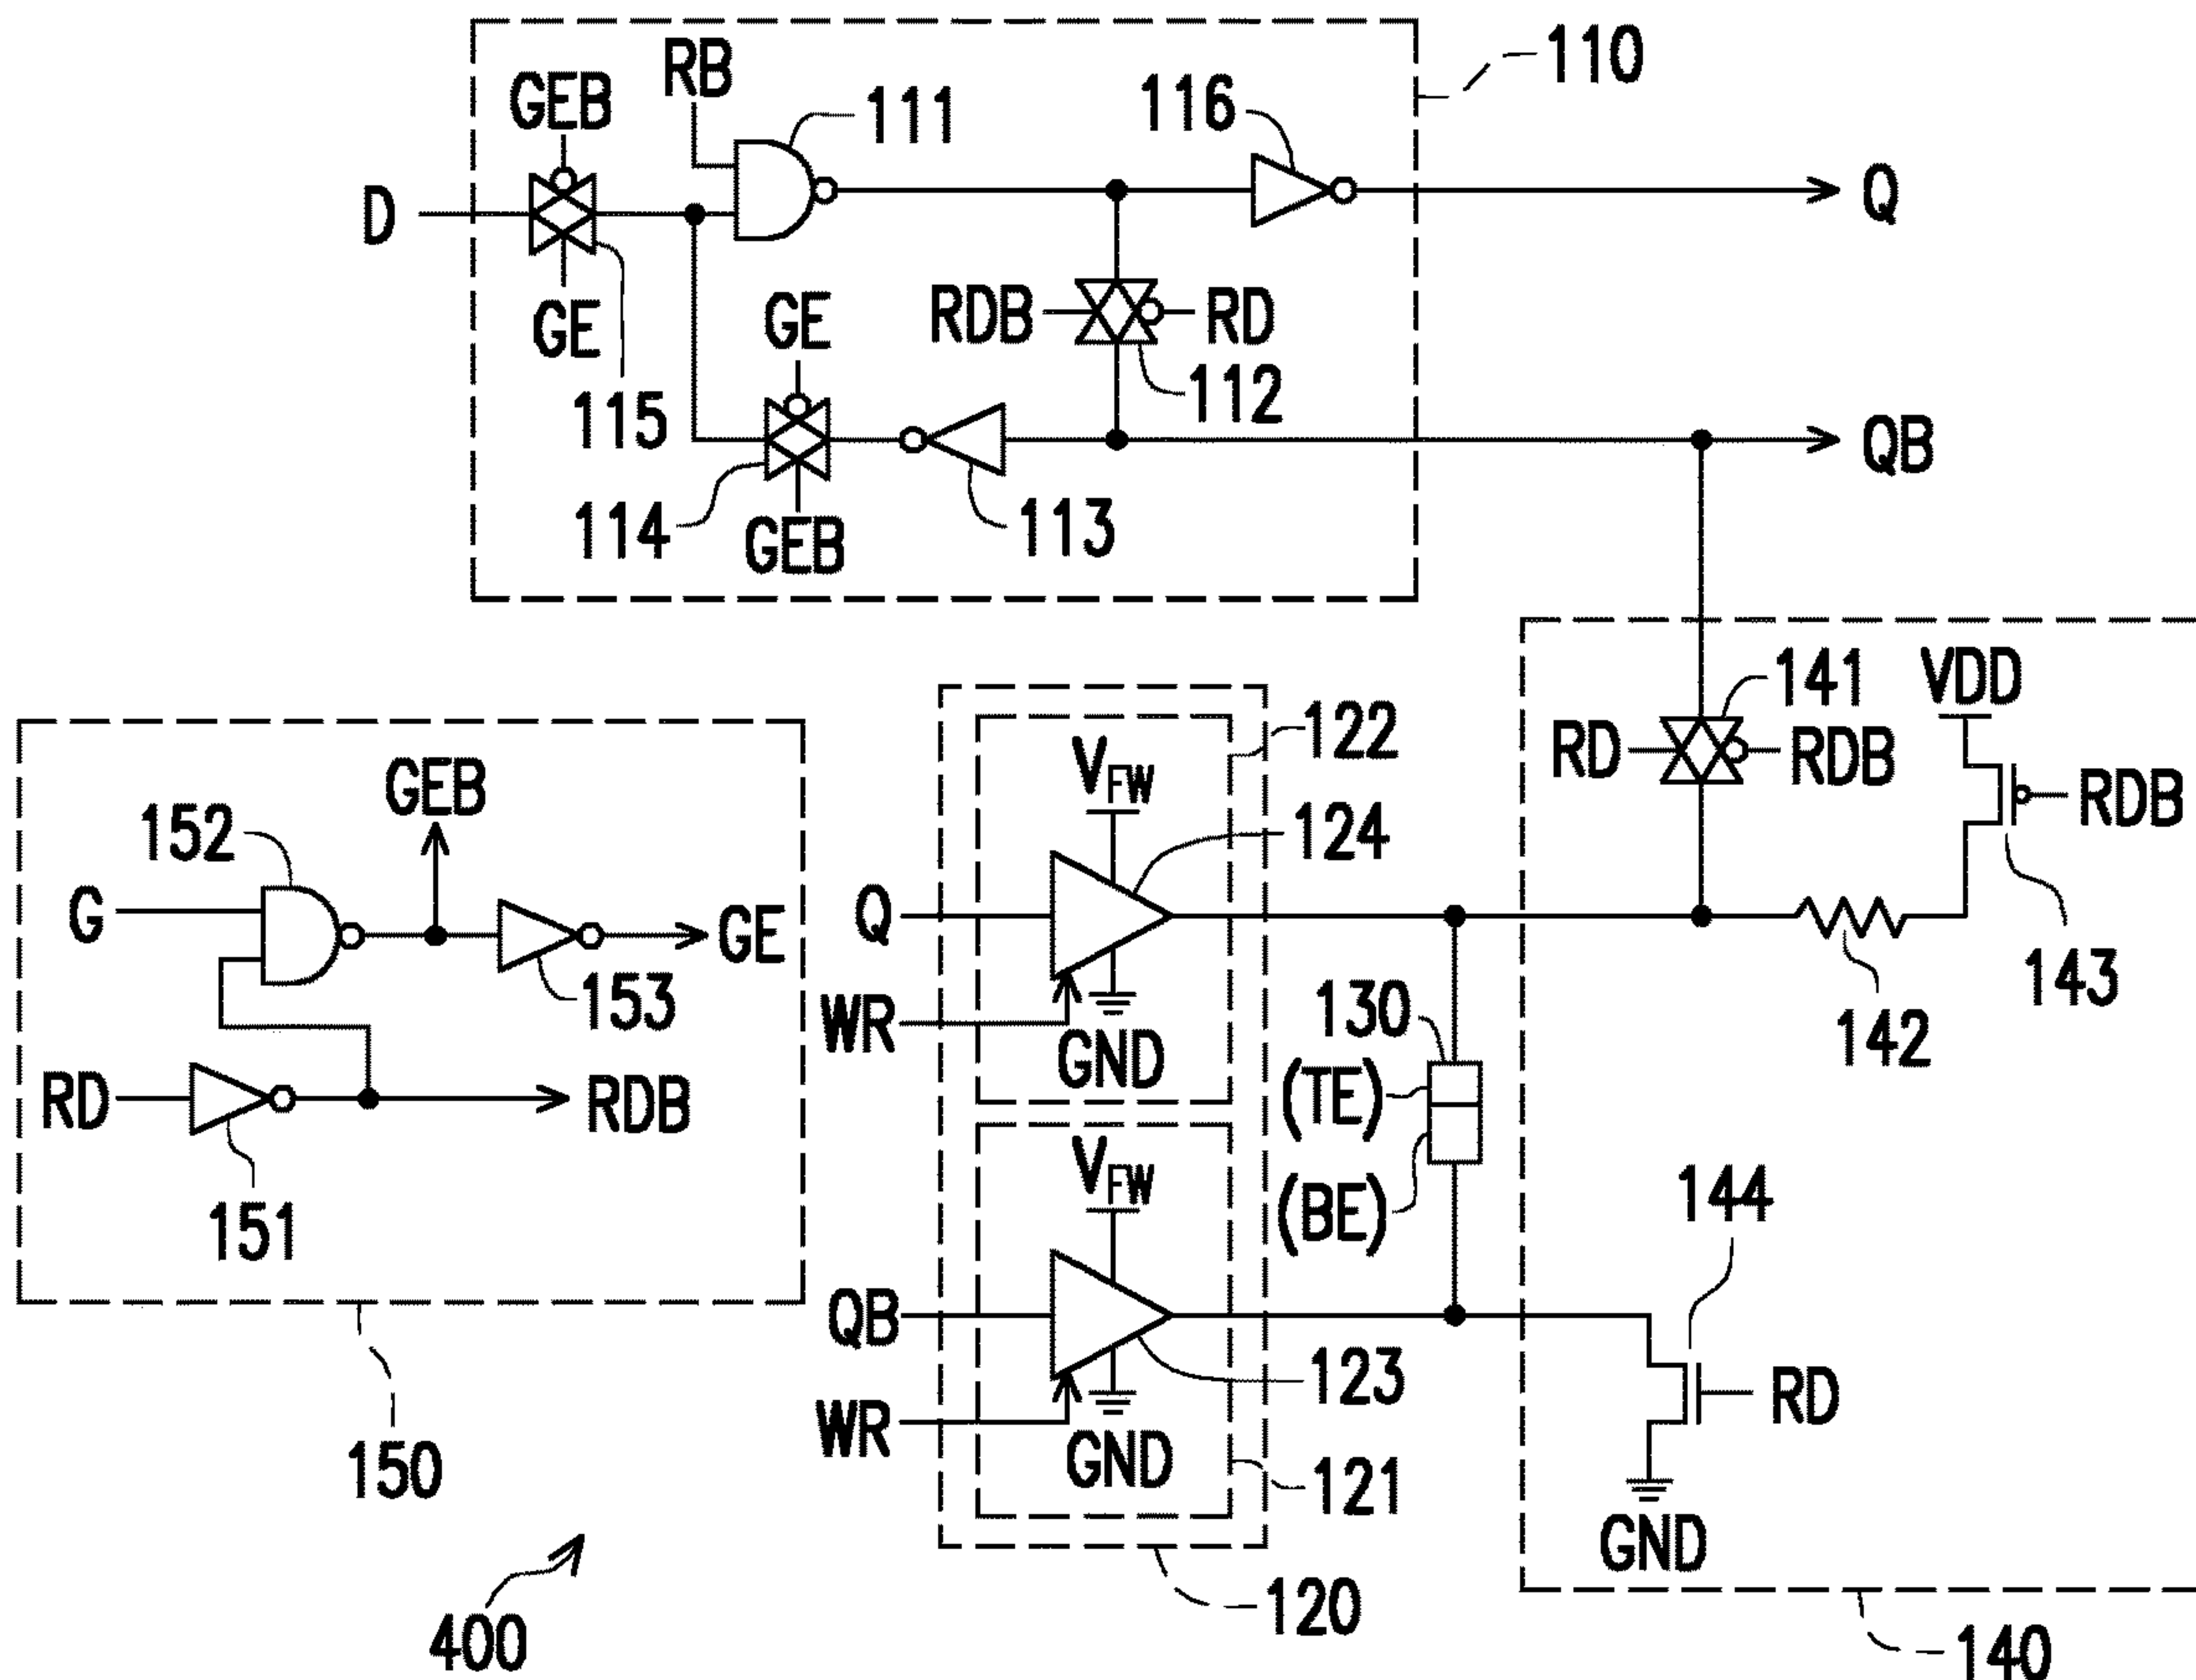 110
RB
GEB
111
116
D
Q
GE
GE
RDB
RD
115
112
QB
114
GEB
113
141
VDD
122
V_FW
RD
RDB
RDB
GEB
152
124
G
Q
GE
153
143
130
WR
142
GND
(TE)
RD
RDB
V_FW
144
(BE)
151
QB
123
RD
WR
GND
121
150
GND
120
400
140